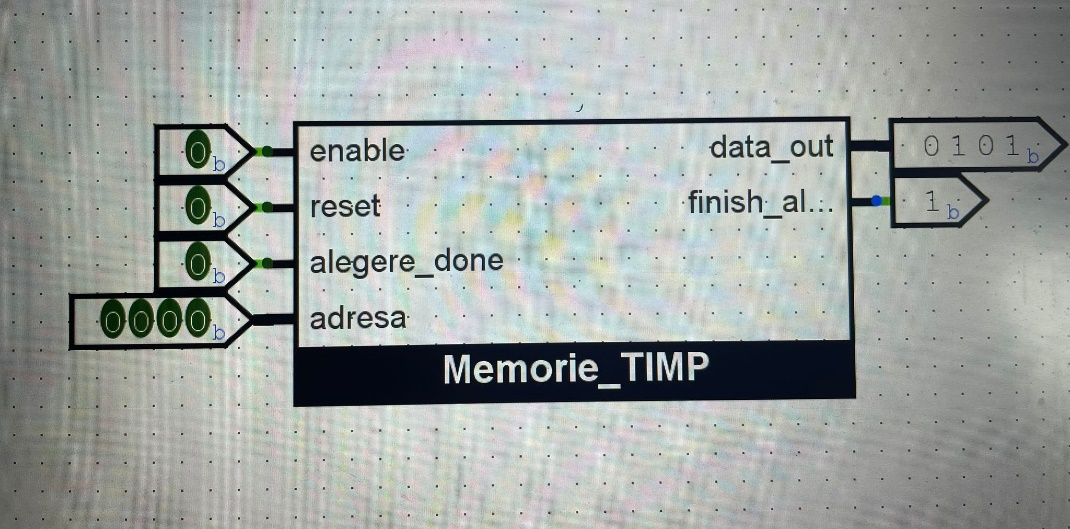 0b enable data_out 0101b
0b reset finish_al... 1b
0b alegere_done
0000b adresa
Memorie_TIMP